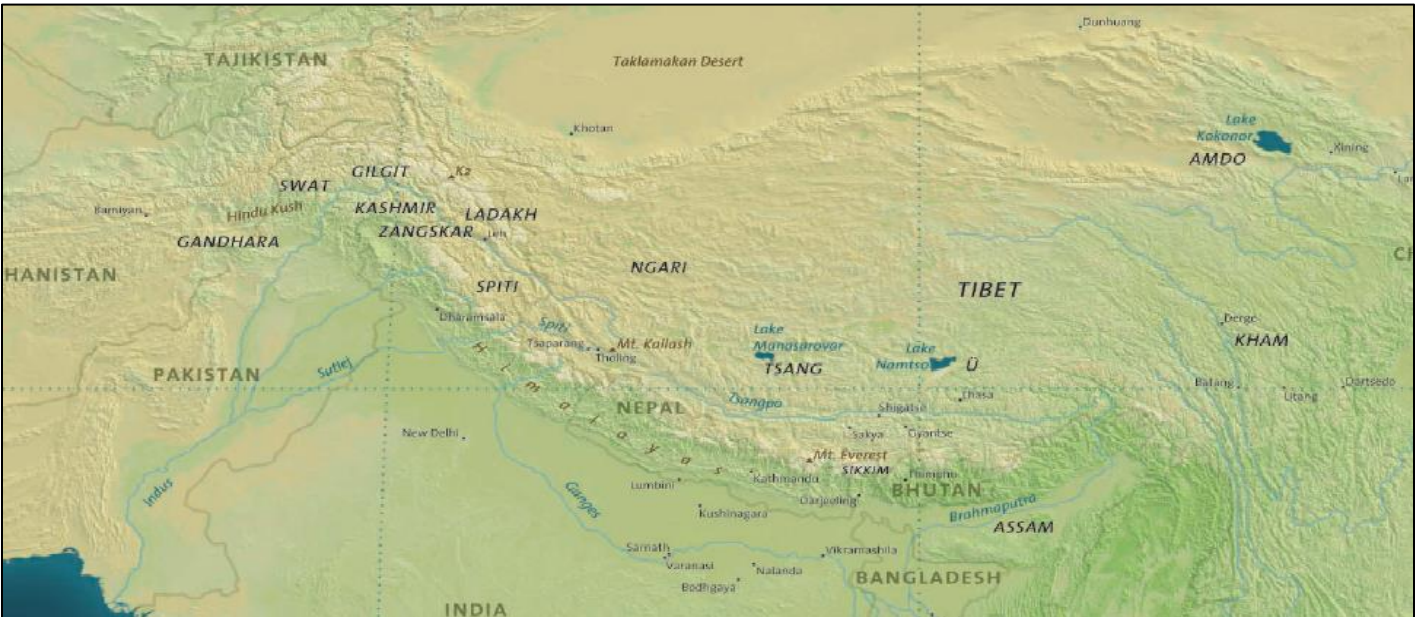 Dunhuang
TAJIKISTAN
Taklamakan Desert
Khotan
Lake
Kokonor
Xining
AMDO
GILGIT
K2
SWAT
Bamiyan
Hindu Kush
KASHMIR
LADAKH
ZANGSKAR
Leh
GANDHARA
HANISTAN
NGARI
SPITI
TIBET
Dharamsala
Spiti
Tsaparang
Tholing
Mt. Kailash
Lake
Manasarovar
TSANG
Lake
Namtso
Ü
Derge
KHAM
PAKISTAN
Sutlej
Himalayas
NEPAL
Tsangpo
Lhasa
Batang
Litang
Dartsedo
Shigatse
Sakya
Gyantse
New Delhi
Mt. Everest
SIKKIM
Thimphu
Kathmandu
Lumbini
Darjeeling
BHUTAN
Indus
Ganges
Kushinagara
Brahmaputra
ASSAM
Sarnath
Varanasi
Vikramashila
Nalanda
Bodhgaya
BANGLADESH
INDIA